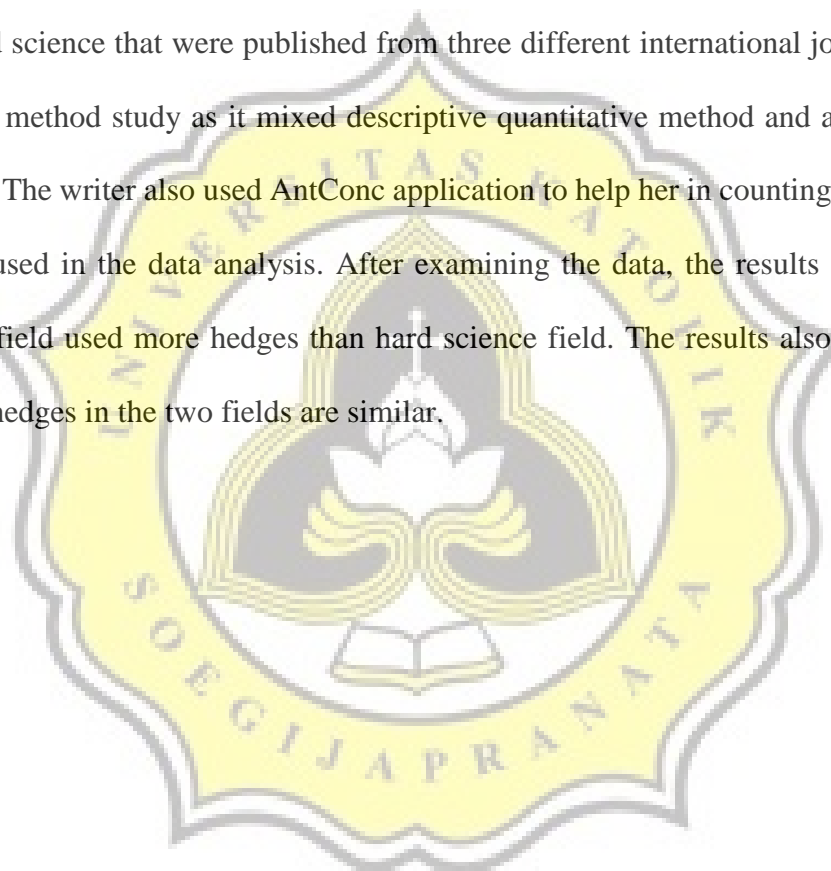 science that were published from three different international
method study as it mixed descriptive quantitative method and
The writer also used AntConc application to help her in counting
used in the data analysis. After examining the data, the results
field used more hedges than hard science field. The results also
hedges in the two fields are similar.
UNIVERSITAS KATOLIK
SOEGIJAPRANATA